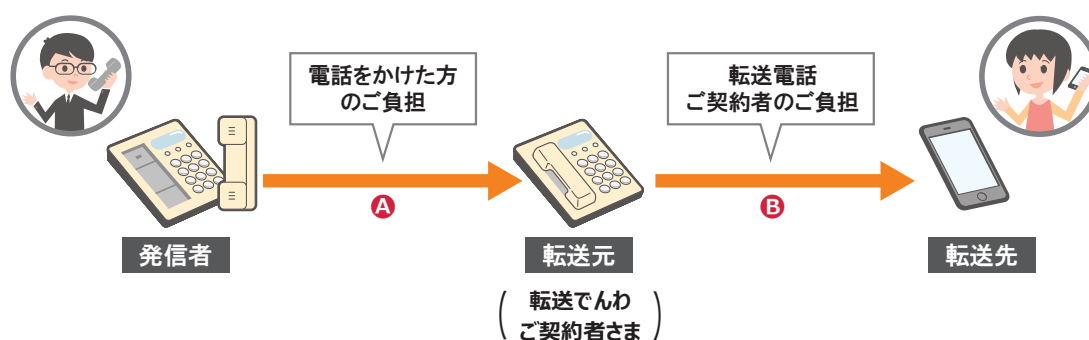 電話をかけた方
のご負担
転送電話
ご契約者のご負担
A
B
発信者
転送元
転送先
転送でんわ
ご契約者さま